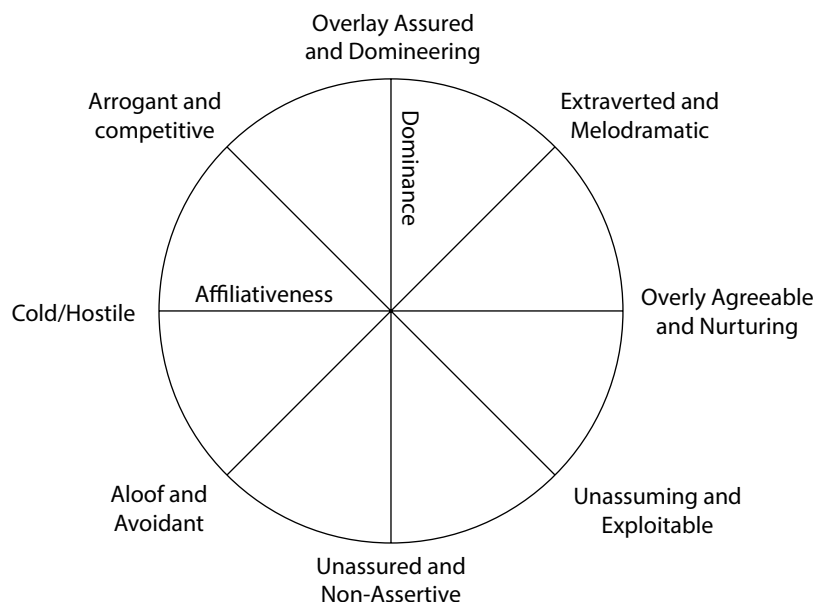 Overlay Assured
and Domineering
Arrogant and
competitive
Extraverted and
Melodramatic
Dominance
Affiliativeness
Cold/Hostile
Overly Agreeable
and Nurturing
Aloof and
Avoidant
Unassuming and
Exploitable
Unassured and
Non-Assertive